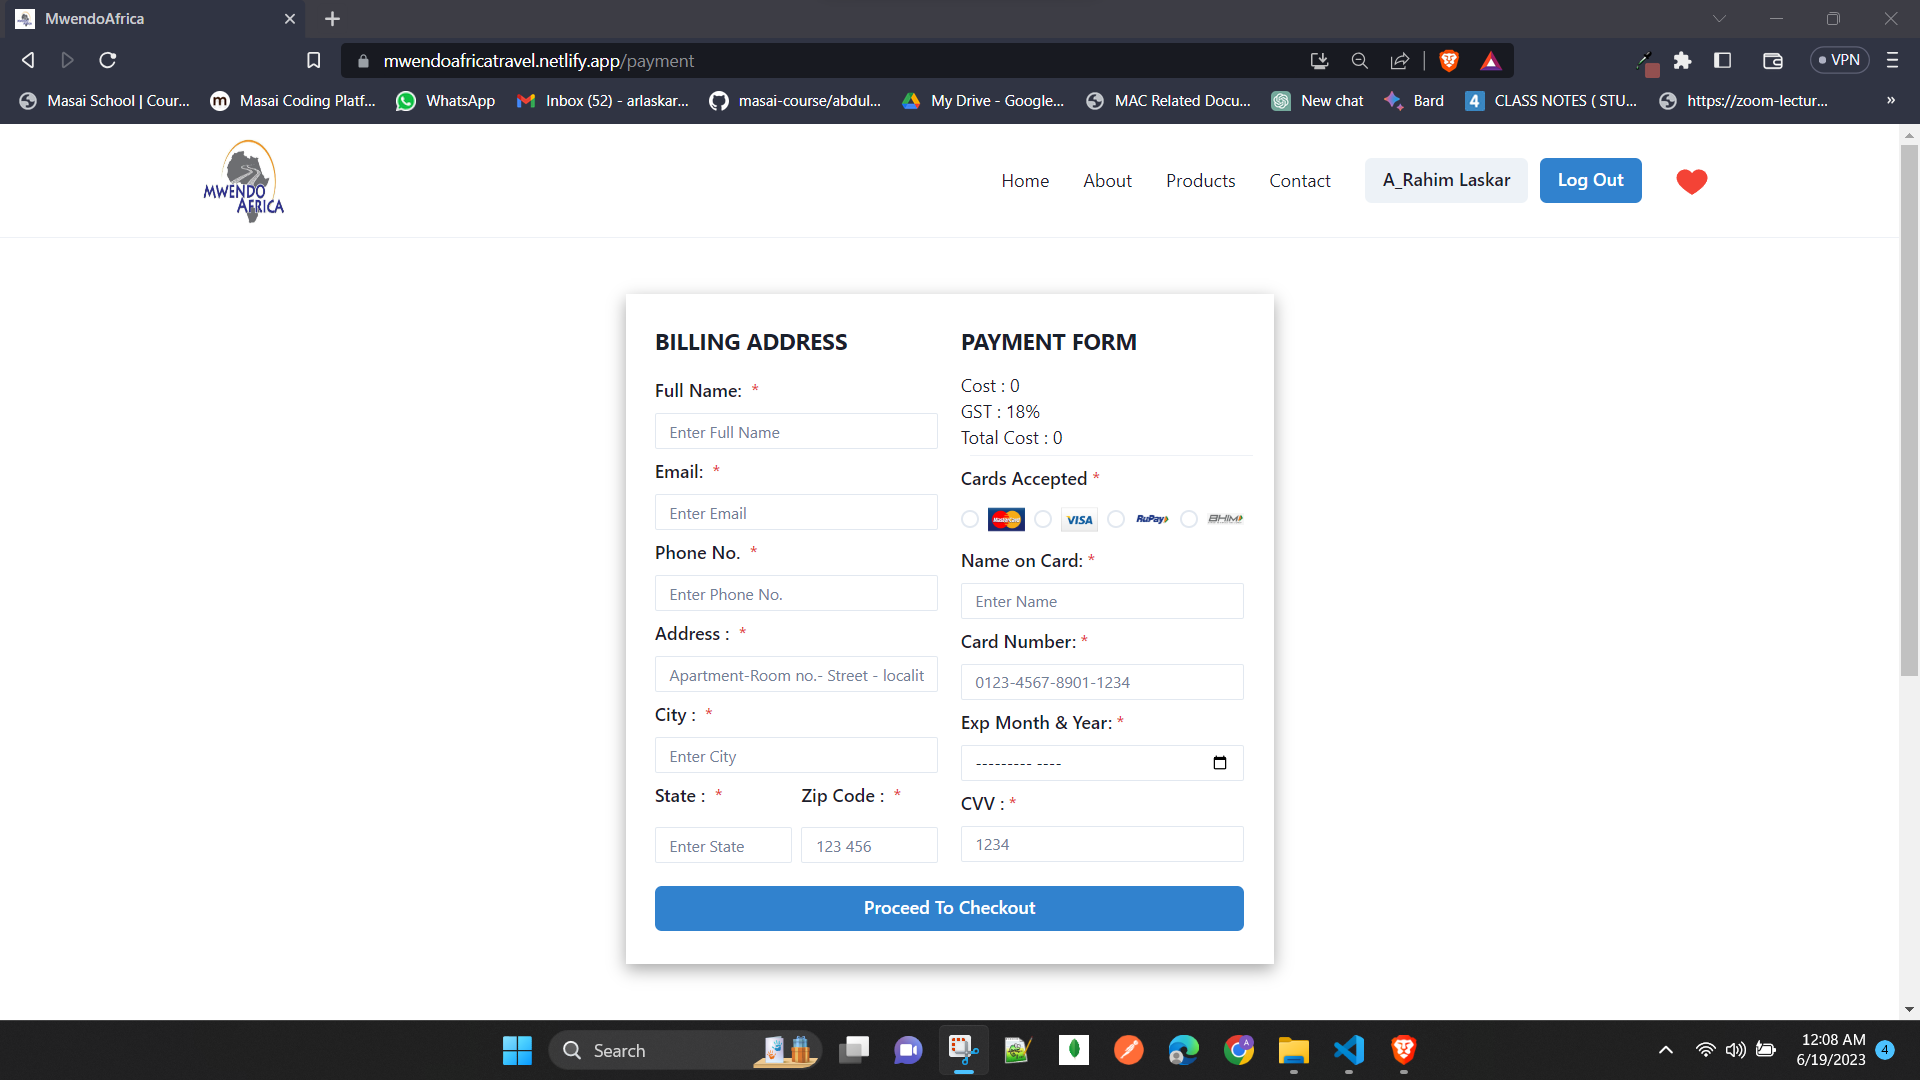 MwendoAfrica
mwendoafricatravel.netlify.app/payment
VPN
Masai School | Cour...
Masai Coding Platf...
WhatsApp
Inbox (52) - arlaskar...
masai-course/abdul...
My Drive - Google...
MAC Related Docu...
New chat
Bard
CLASS NOTES ( STU...
https://zoom-lectur...
»
MWENDO
AFRICA
Home
About
Products
Contact
A_Rahim Laskar
Log Out
BILLING ADDRESS
Full Name: *
Enter Full Name
Email: *
Enter Email
Phone No. *
Enter Phone No.
Address : *
Apartment-Room no.- Street - localit
City : *
Enter City
State : * Zip Code : *
Enter State 123 456
PAYMENT FORM
Cost : 0
GST : 18%
Total Cost : 0
Cards Accepted *
MasterCard VISA RuPay BHIM
Name on Card: *
Enter Name
Card Number: *
0123-4567-8901-1234
Exp Month & Year: *
--------- ----
CVV : *
1234
Proceed To Checkout
Search
12:08 AM
6/19/2023
4